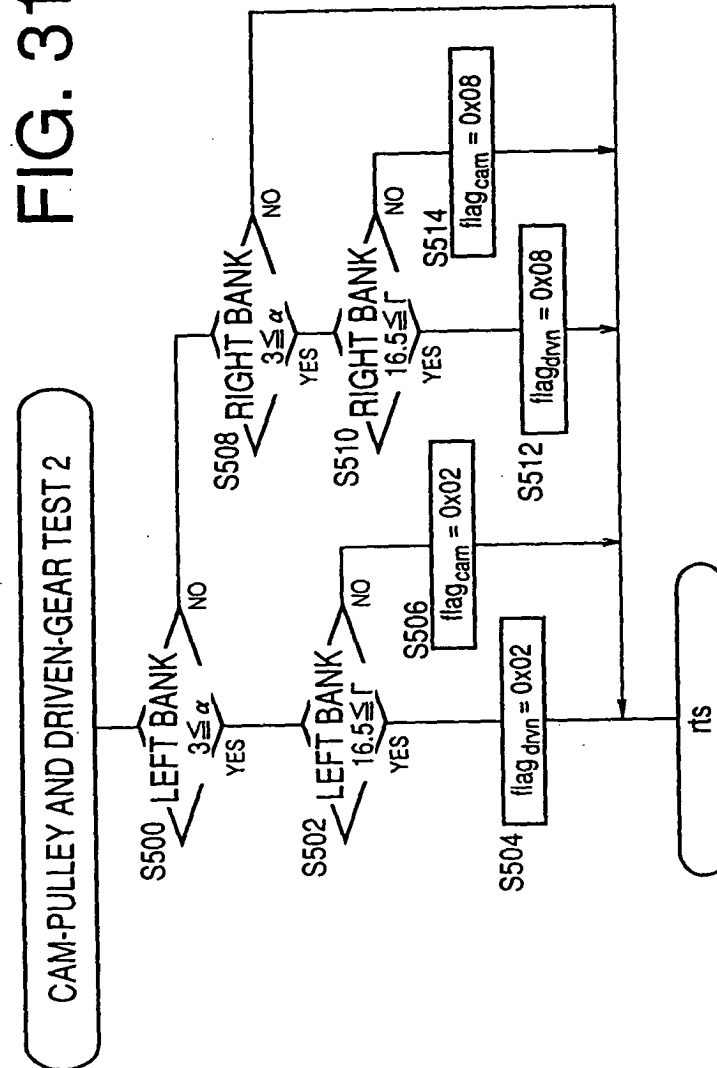 FIG. 31
CAM-PULLEY AND DRIVEN-GEAR TEST 2
S500
LEFT BANK
3≦α
NO
YES
S502
LEFT BANK
16.5≦Γ
NO
YES
S504
flagdrvn = 0x02
S506
flagcam = 0x02
S508
RIGHT BANK
3≦α
NO
YES
S510
RIGHT BANK
16.5≦Γ
NO
YES
S512
flagdrvn = 0x08
S514
flagcam = 0x08
rts